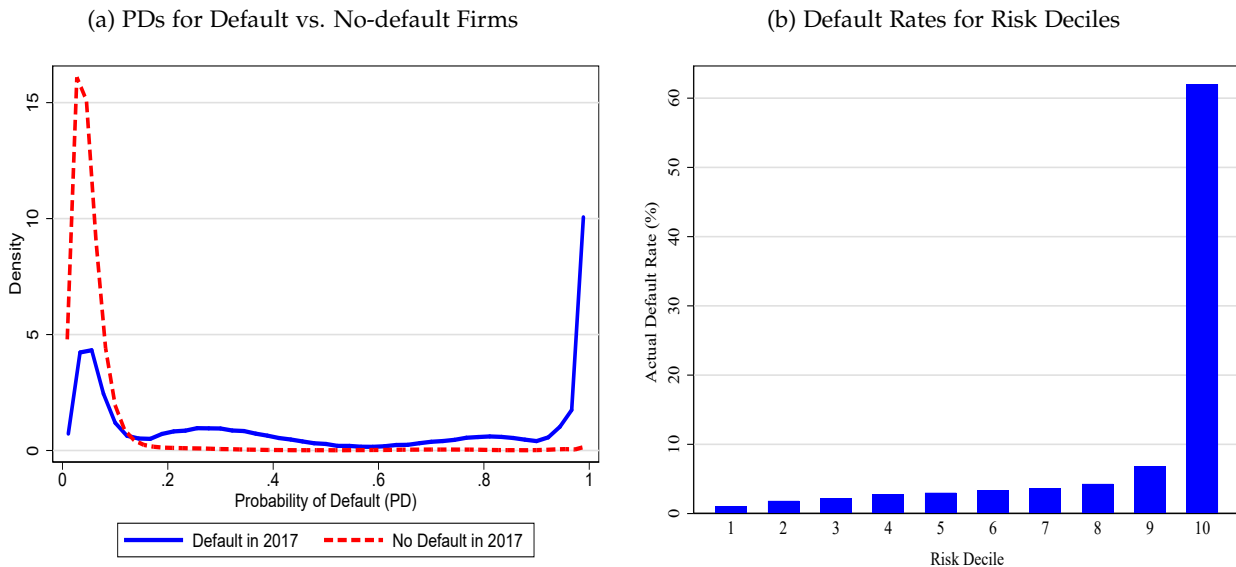 (a) PDs for Default vs. No-default Firms
15
10
5
0
Density
0 .2 .4 .6 .8 1
Probability of Default (PD)
Default in 2017 No Default in 2017
(b) Default Rates for Risk Deciles
60
50
40
30
20
10
0
Actual Default Rate (%)
1 2 3 4 5 6 7 8 9 10
Risk Decile